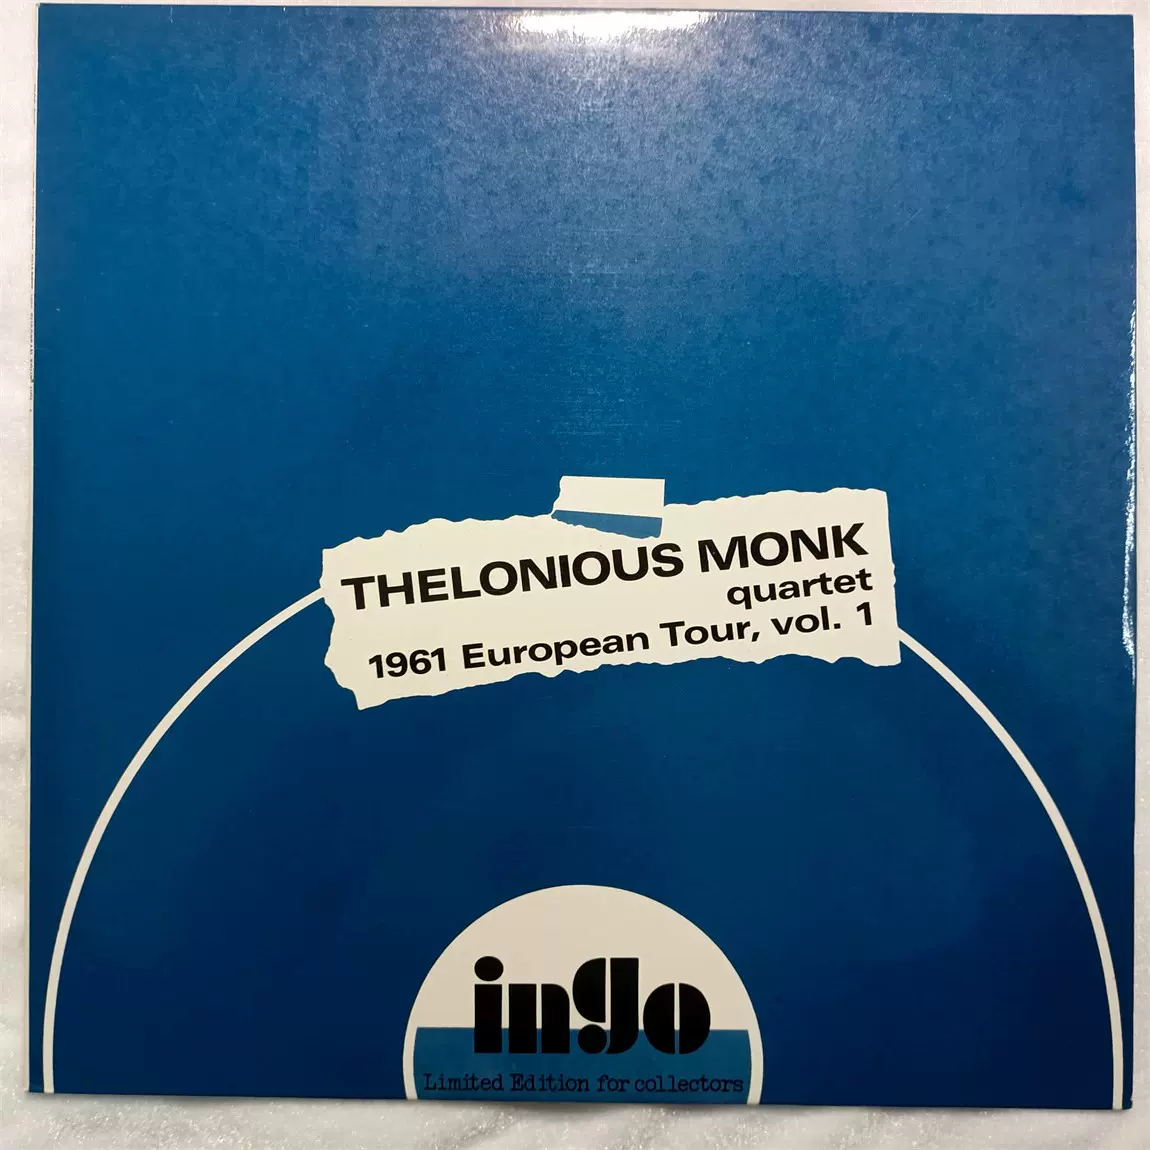 THELONIOUS MONK
quartet
1961 European Tour, vol. 1
ingo
Limited Edition for collectors